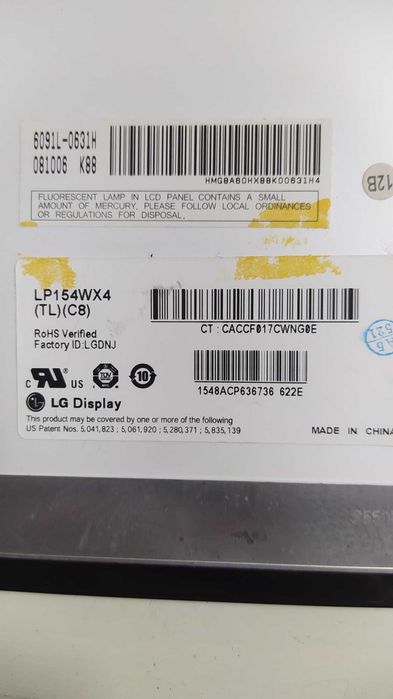 6091L-0631H
081006 K88
HMG8A60HX88K00631H4
12B
FLUORESCENT LAMP IN LCD PANEL CONTAINS A SMALL
AMOUNT OF MERCURY, PLEASE FOLLOW LOCAL ORDINANCES
OR REGULATIONS FOR DISPOSAL.
LP154WX4
(TL)(C8)
CT : CACCF017CWNG0E
RoHS Verified
Factory ID:LGDNJ
c RU US
10
1548ACP636736 622E
LG Display
This product may be covered by one or more of the following
US Patent Nos. 5,041,823 ; 5,061,920 ; 5,280,371 ; 5,835,139
MADE IN CHINA